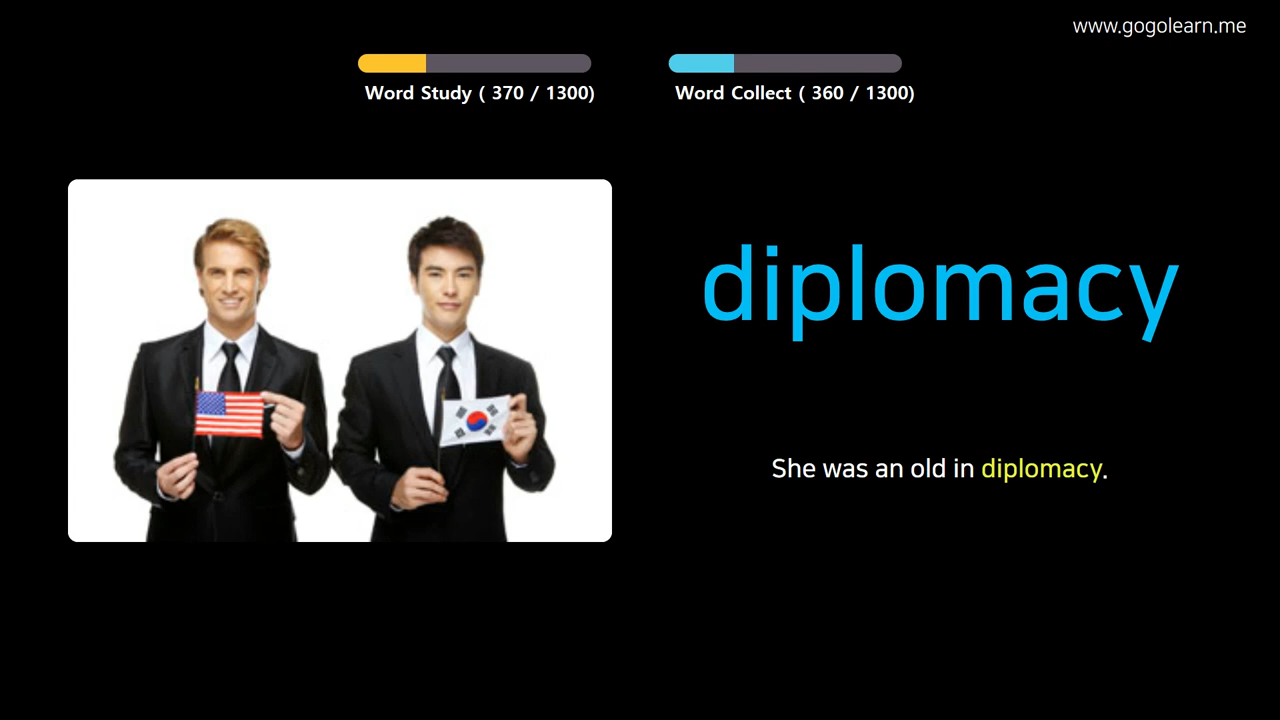 www.gogolearn.me
Word Study ( 370 / 1300)
Word Collect ( 360 / 1300)
diplomacy
She was an old in diplomacy.